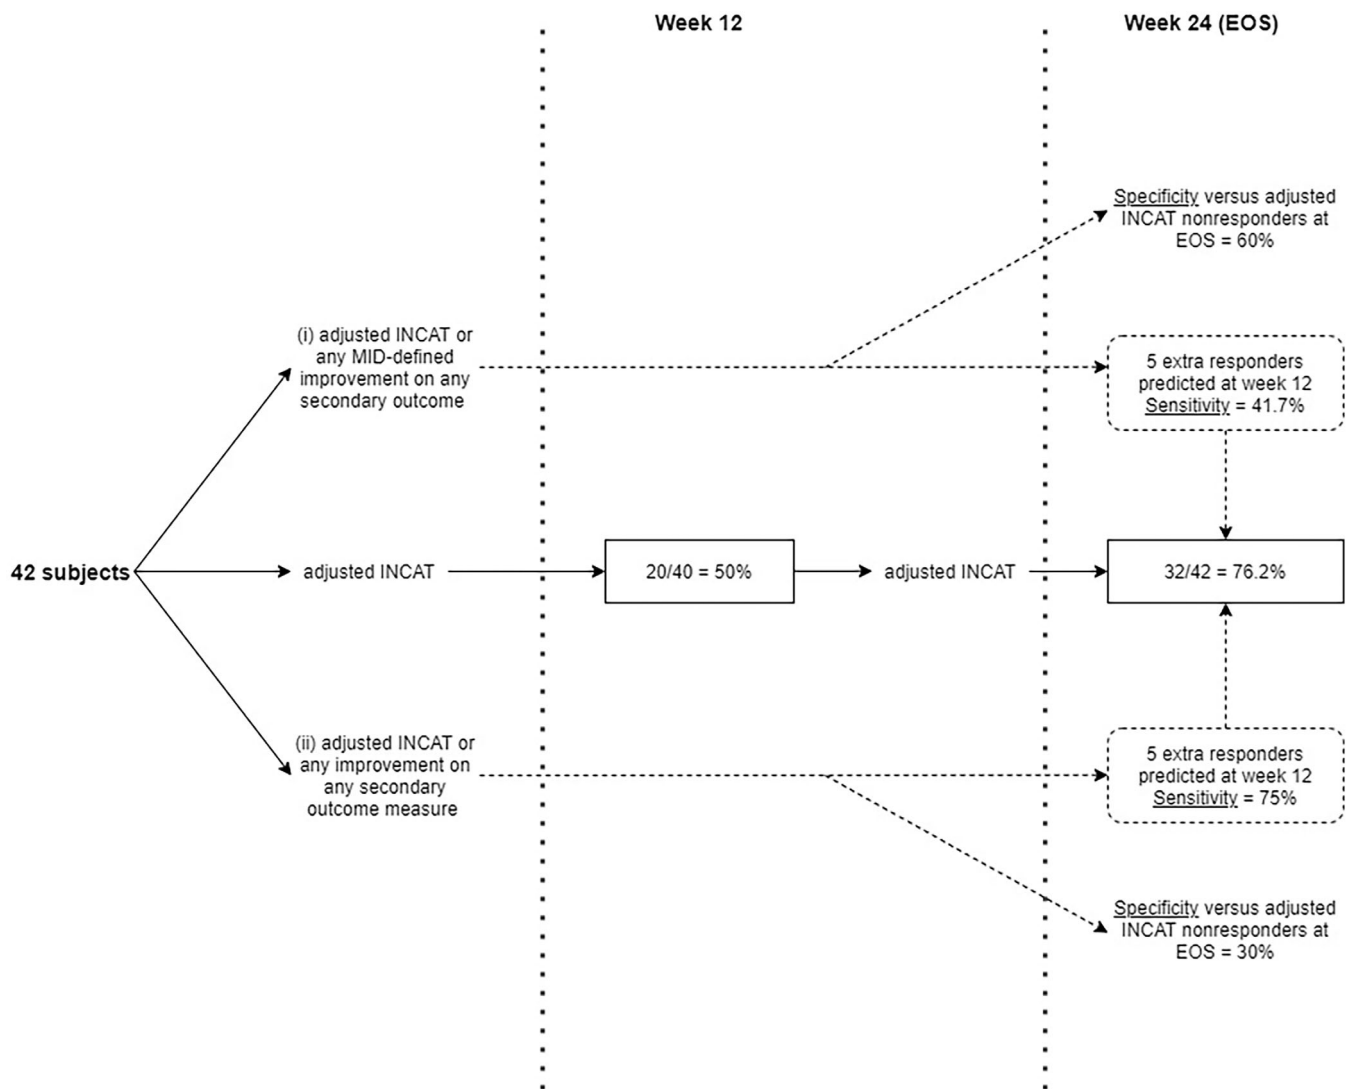 Week 12
Week 24 (EOS)
Specificity versus adjusted
INCAT nonresponders at
EOS = 60%
(i) adjusted INCAT or
any MID-defined
improvement on any
secondary outcome
5 extra responders
predicted at week 12
Sensitivity = 41.7%
42 subjects
adjusted INCAT
20/40 = 50%
adjusted INCAT
32/42 = 76.2%
(ii) adjusted INCAT or
any improvement on
any secondary
outcome measure
5 extra responders
predicted at week 12
Sensitivity = 75%
Specificity versus adjusted
INCAT nonresponders at
EOS = 30%